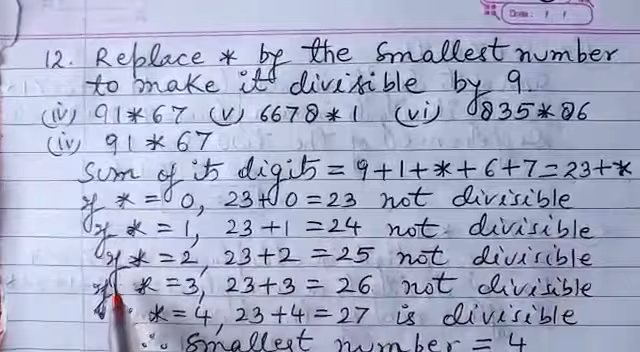 Date: / /
12. Replace * by the smallest number
to make it divisible by 9.
(iv) 91*67 (v) 6678*1 (vi) 835*86
(iv) 91*67
Sum of its digits = 9+1+*+6+7=23+*
If * = 0, 23+0=23 not divisible
If * = 1, 23+1=24 not divisible
If * = 2, 23+2=25 not divisible
If * = 3, 23+3=26 not divisible
* = 4, 23+4=27 is divisible
∴ Smallest number = 4